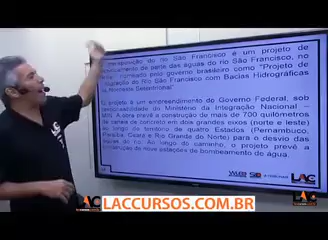 A transposição do rio São Francisco é um projeto de
deslocamento de parte das águas do rio São Francisco, no
nomeado pelo governo brasileiro como "Projeto de
Integração do Rio São Francisco com Bacias Hidrográficas
do Nordeste Setentrional"
O projeto é um empreendimento do Governo Federal, sob
responsabilidade do Ministério da Integração Nacional –
MIN. A obra prevê a construção de mais de 700 quilômetros
de canais de concreto em dois grandes eixos (norte e leste)
ao longo do território de quatro Estados (Pernambuco,
Paraíba, Ceará e Rio Grande do Norte) para o desvio das
águas do rio. Ao longo do caminho, o projeto prevê a
construção de nove estações de bombeamento de água.
LAC
LAC
LACCURSOS.COM.BR